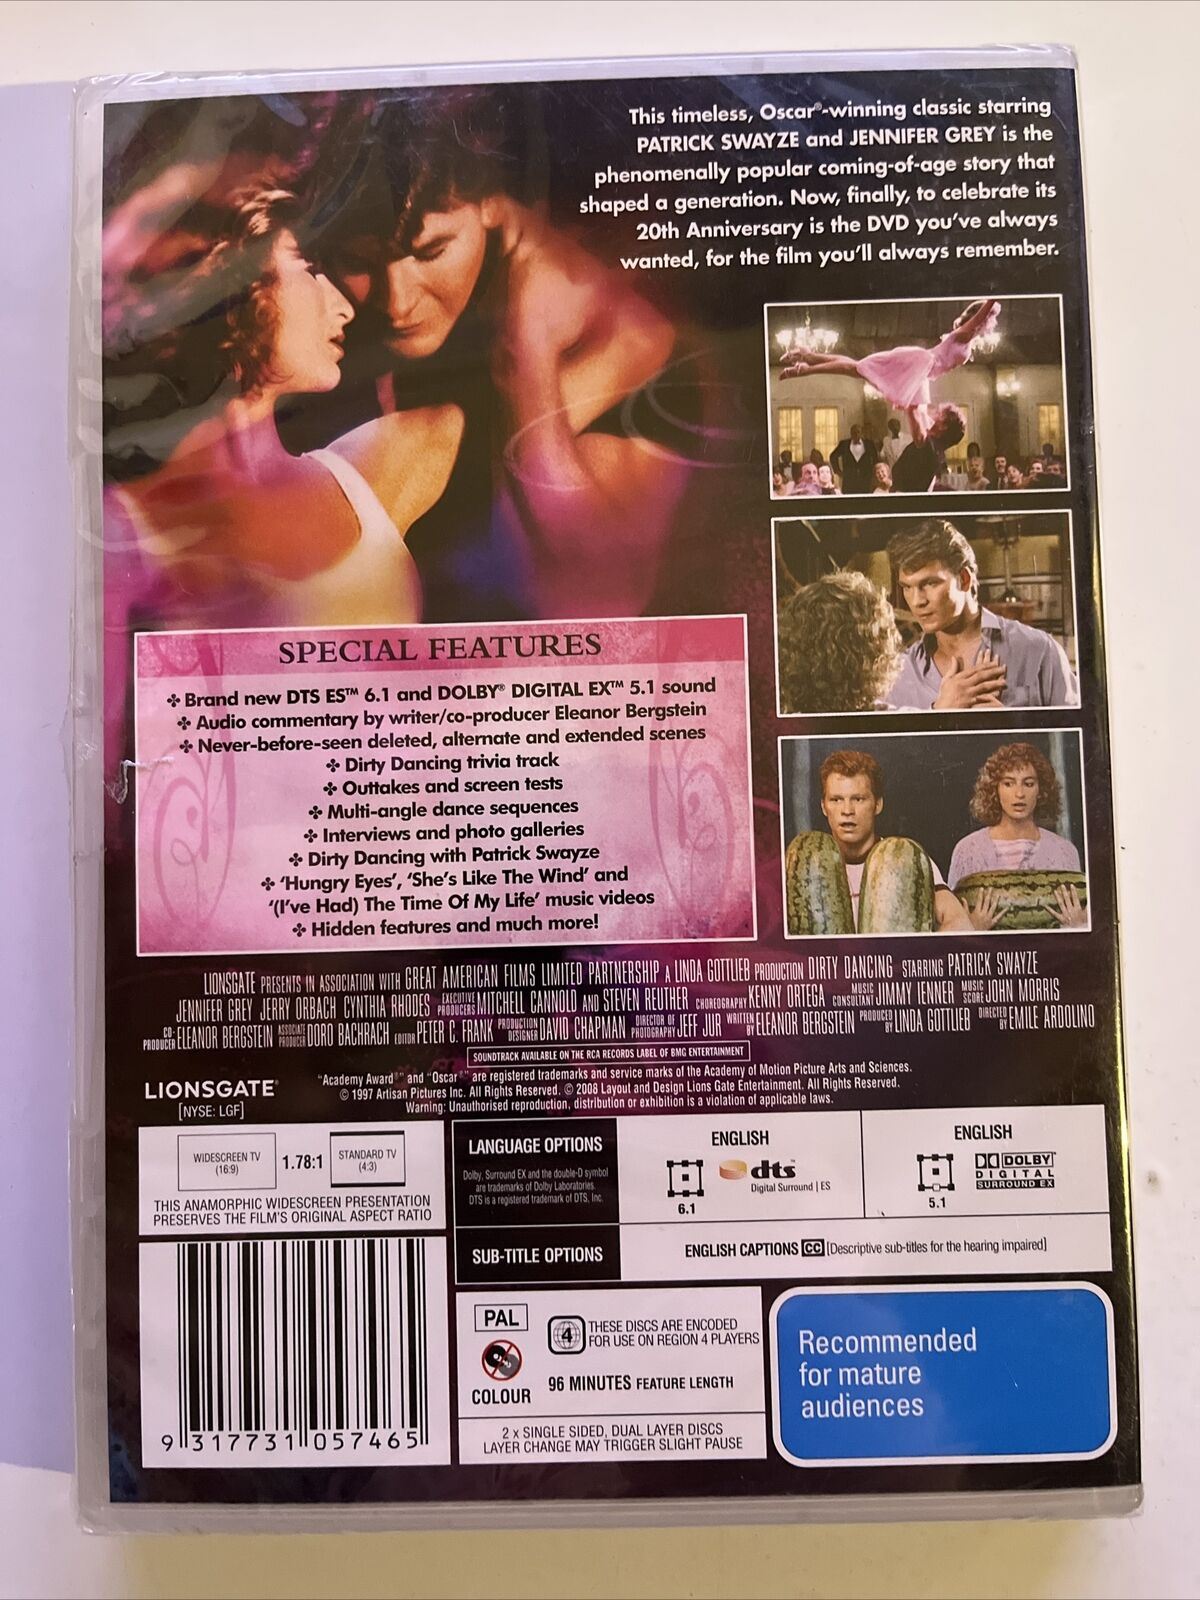 This timeless, Oscar®-winning classic starring
PATRICK SWAYZE and JENNIFER GREY is the
phenomenally popular coming-of-age story that
shaped a generation. Now, finally, to celebrate its
20th Anniversary is the DVD you've always
wanted, for the film you'll always remember.
SPECIAL FEATURES
✤ Brand new DTS ES™ 6.1 and DOLBY® DIGITAL EX™ 5.1 sound
✤ Audio commentary by writer/co-producer Eleanor Bergstein
✤ Never-before-seen deleted, alternate and extended scenes
✤ Dirty Dancing trivia track
✤ Outtakes and screen tests
✤ Multi-angle dance sequences
✤ Interviews and photo galleries
✤ Dirty Dancing with Patrick Swayze
✤ 'Hungry Eyes', 'She's Like The Wind' and
'(I've Had) The Time Of My Life' music videos
✤ Hidden features and much more!
LIONSGATE PRESENTS IN ASSOCIATION WITH GREAT AMERICAN FILMS LIMITED PARTNERSHIP A LINDA GOTTLIEB PRODUCTION DIRTY DANCING STARRING PATRICK SWAYZE
JENNIFER GREY JERRY ORBACH CYNTHIA RHODES EXECUTIVE PRODUCERS MITCHELL CANNOLD AND STEVEN REUTHER CHOREOGRAPHY KENNY ORTEGA MUSIC CONSULTANT JIMMY IENNER MUSIC SCORE JOHN MORRIS
CO-PRODUCER ELEANOR BERGSTEIN ASSOCIATE PRODUCER DORO BACHRACH EDITOR PETER C. FRANK PRODUCTION DESIGNER DAVID CHAPMAN DIRECTOR OF PHOTOGRAPHY JEFF JUR WRITTEN BY ELEANOR BERGSTEIN PRODUCED BY LINDA GOTTLIEB DIRECTED BY EMILE ARDOLINO
SOUNDTRACK AVAILABLE ON THE RCA RECORDS LABEL OF BMG ENTERTAINMENT
LIONSGATE®
[NYSE: LGF]
"Academy Award®" and "Oscar®" are registered trademarks and service marks of the Academy of Motion Picture Arts and Sciences.
© 1997 Artisan Pictures Inc. All Rights Reserved. © 2008 Layout and Design Lions Gate Entertainment. All Rights Reserved.
Warning: Unauthorised reproduction, distribution or exhibition is a violation of applicable laws.
WIDESCREEN TV
(16:9)
1.78:1
STANDARD TV
(4:3)
THIS ANAMORPHIC WIDESCREEN PRESENTATION
PRESERVES THE FILM'S ORIGINAL ASPECT RATIO
LANGUAGE OPTIONS
Dolby, Surround EX and the double-D symbol
are trademarks of Dolby Laboratories.
DTS is a registered trademark of DTS, Inc.
ENGLISH
6.1
dts
Digital Surround | ES
ENGLISH
5.1
DOLBY
DIGITAL
SURROUND EX
SUB-TITLE OPTIONS
ENGLISH CAPTIONS CC [Descriptive sub-titles for the hearing impaired]
9 317731 057465
PAL
COLOUR
4
THESE DISCS ARE ENCODED
FOR USE ON REGION 4 PLAYERS
96 MINUTES FEATURE LENGTH
2 x SINGLE SIDED, DUAL LAYER DISCS
LAYER CHANGE MAY TRIGGER SLIGHT PAUSE
Recommended
for mature
audiences